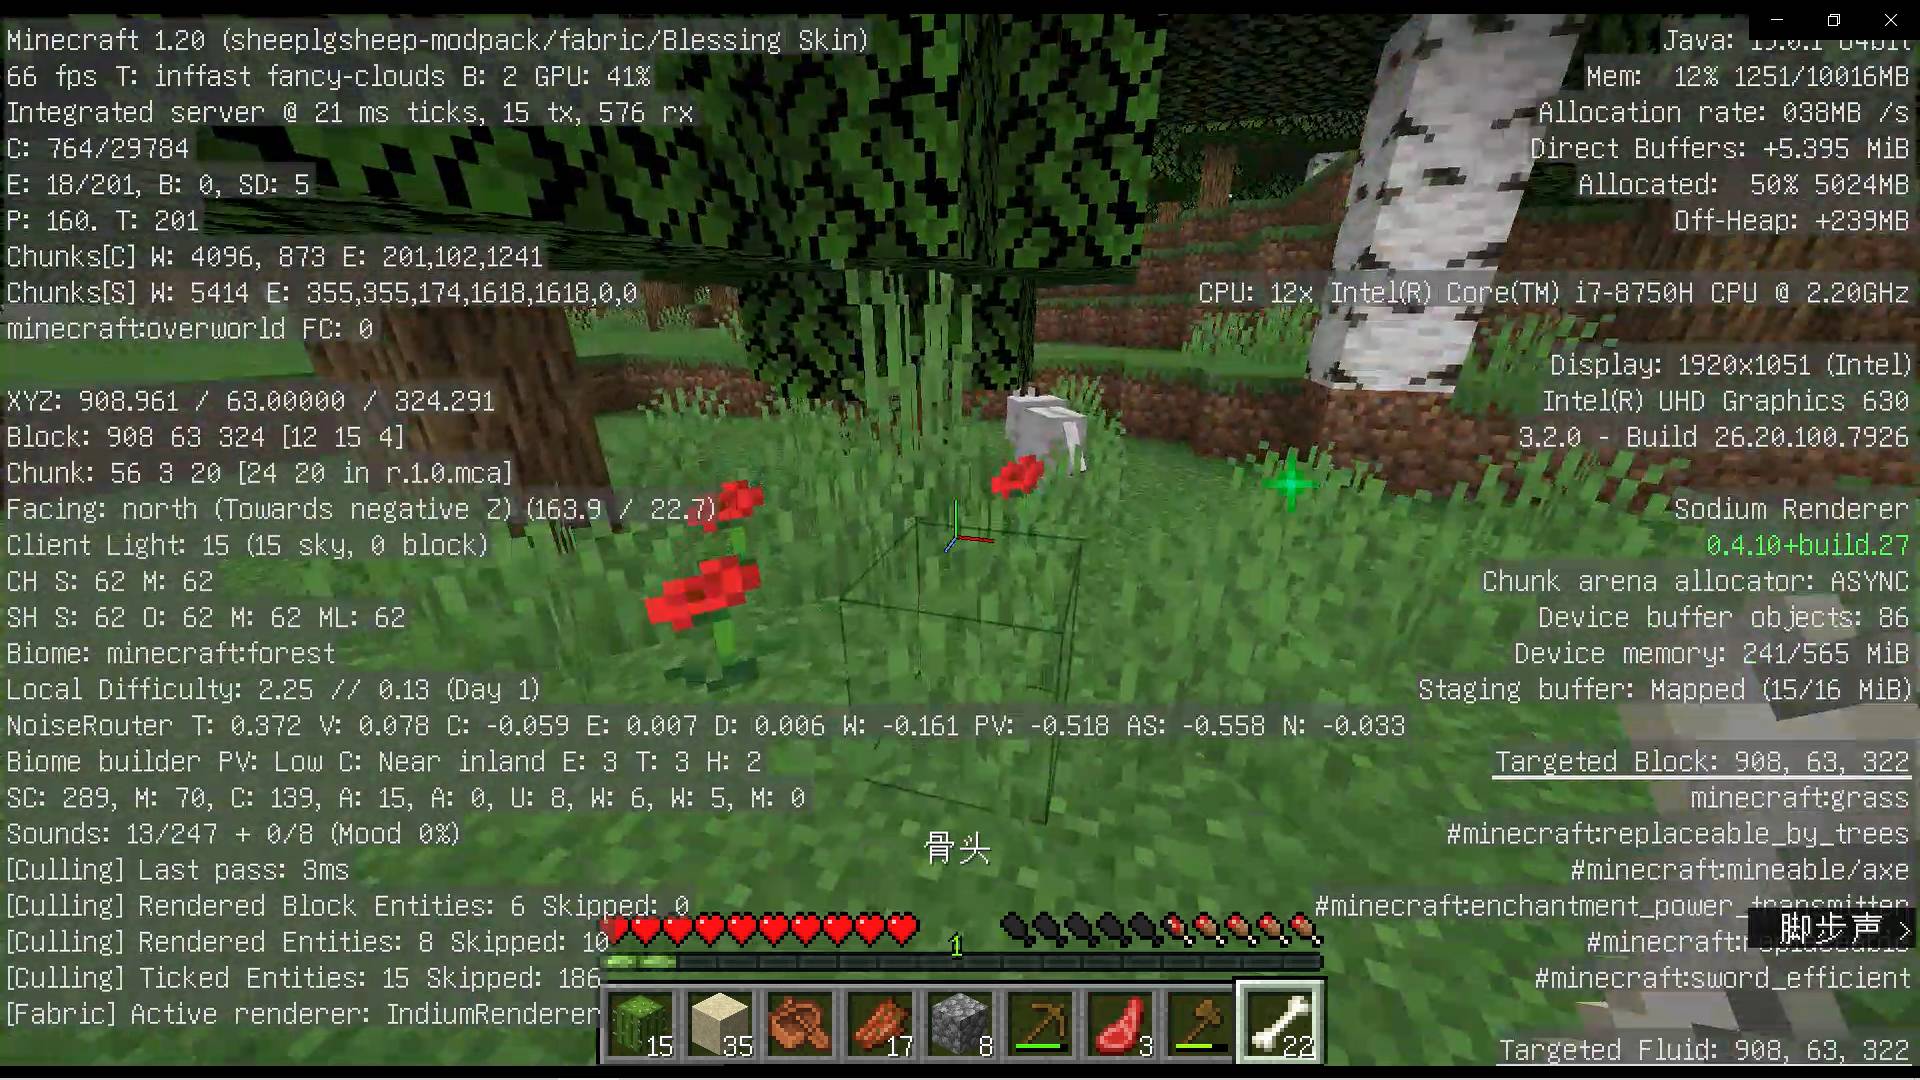 Minecraft 1.20 (sheeplgsheep-modpack/fabric/Blessing Skin)
66 fps T: inffast fancy-clouds B: 2 GPU: 41%
Integrated server @ 21 ms ticks, 15 tx, 576 rx
C: 764/29784
E: 18/201, B: 0, SD: 5
P: 160. T: 201
Chunks[C] W: 4096, 873 E: 201,102,1241
Chunks[S] W: 5414 E: 355,355,174,1618,1618,0,0
minecraft:overworld FC: 0
XYZ: 908.961 / 63.00000 / 324.291
Block: 908 63 324 [12 15 4]
Chunk: 56 3 20 [24 20 in r.1.0.mca]
Facing: north (Towards negative Z) (163.9 / 22.7)
Client Light: 15 (15 sky, 0 block)
CH S: 62 M: 62
SH S: 62 O: 62 M: 62 ML: 62
Biome: minecraft:forest
Local Difficulty: 2.25 // 0.13 (Day 1)
NoiseRouter T: 0.372 V: 0.078 C: -0.059 E: 0.007 D: 0.006 W: -0.161 PV: -0.518 AS: -0.558 N: -0.033
Biome builder PV: Low C: Near inland E: 3 T: 3 H: 2
SC: 289, M: 70, C: 139, A: 15, A: 0, U: 8, W: 6, W: 5, M: 0
Sounds: 13/247 + 0/8 (Mood 0%)
[Culling] Last pass: 3ms
[Culling] Rendered Block Entities: 6 Skipped: 0
[Culling] Rendered Entities: 8 Skipped: 10
[Culling] Ticked Entities: 15 Skipped: 186
[Fabric] Active renderer: IndiumRenderer
Java: 19.0.1 64bit
Mem: 12% 1251/10016MB
Allocation rate: 038MB /s
Direct Buffers: +5.395 MiB
Allocated: 50% 5024MB
Off-Heap: +239MB
CPU: 12x Intel(R) Core(TM) i7-8750H CPU @ 2.20GHz
Display: 1920x1051 (Intel)
Intel(R) UHD Graphics 630
3.2.0 - Build 26.20.100.7926
Sodium Renderer
0.4.10+build.27
Chunk arena allocator: ASYNC
Device buffer objects: 86
Device memory: 241/565 MiB
Staging buffer: Mapped (15/16 MiB)
Targeted Block: 908, 63, 322
minecraft:grass
#minecraft:replaceable_by_trees
#minecraft:mineable/axe
#minecraft:enchantment_power_transmitter
#minecraft:replaceable
#minecraft:sword_efficient
Targeted Fluid: 908, 63, 322
骨头
脚步声 >
1
15 35 17 8 3 22